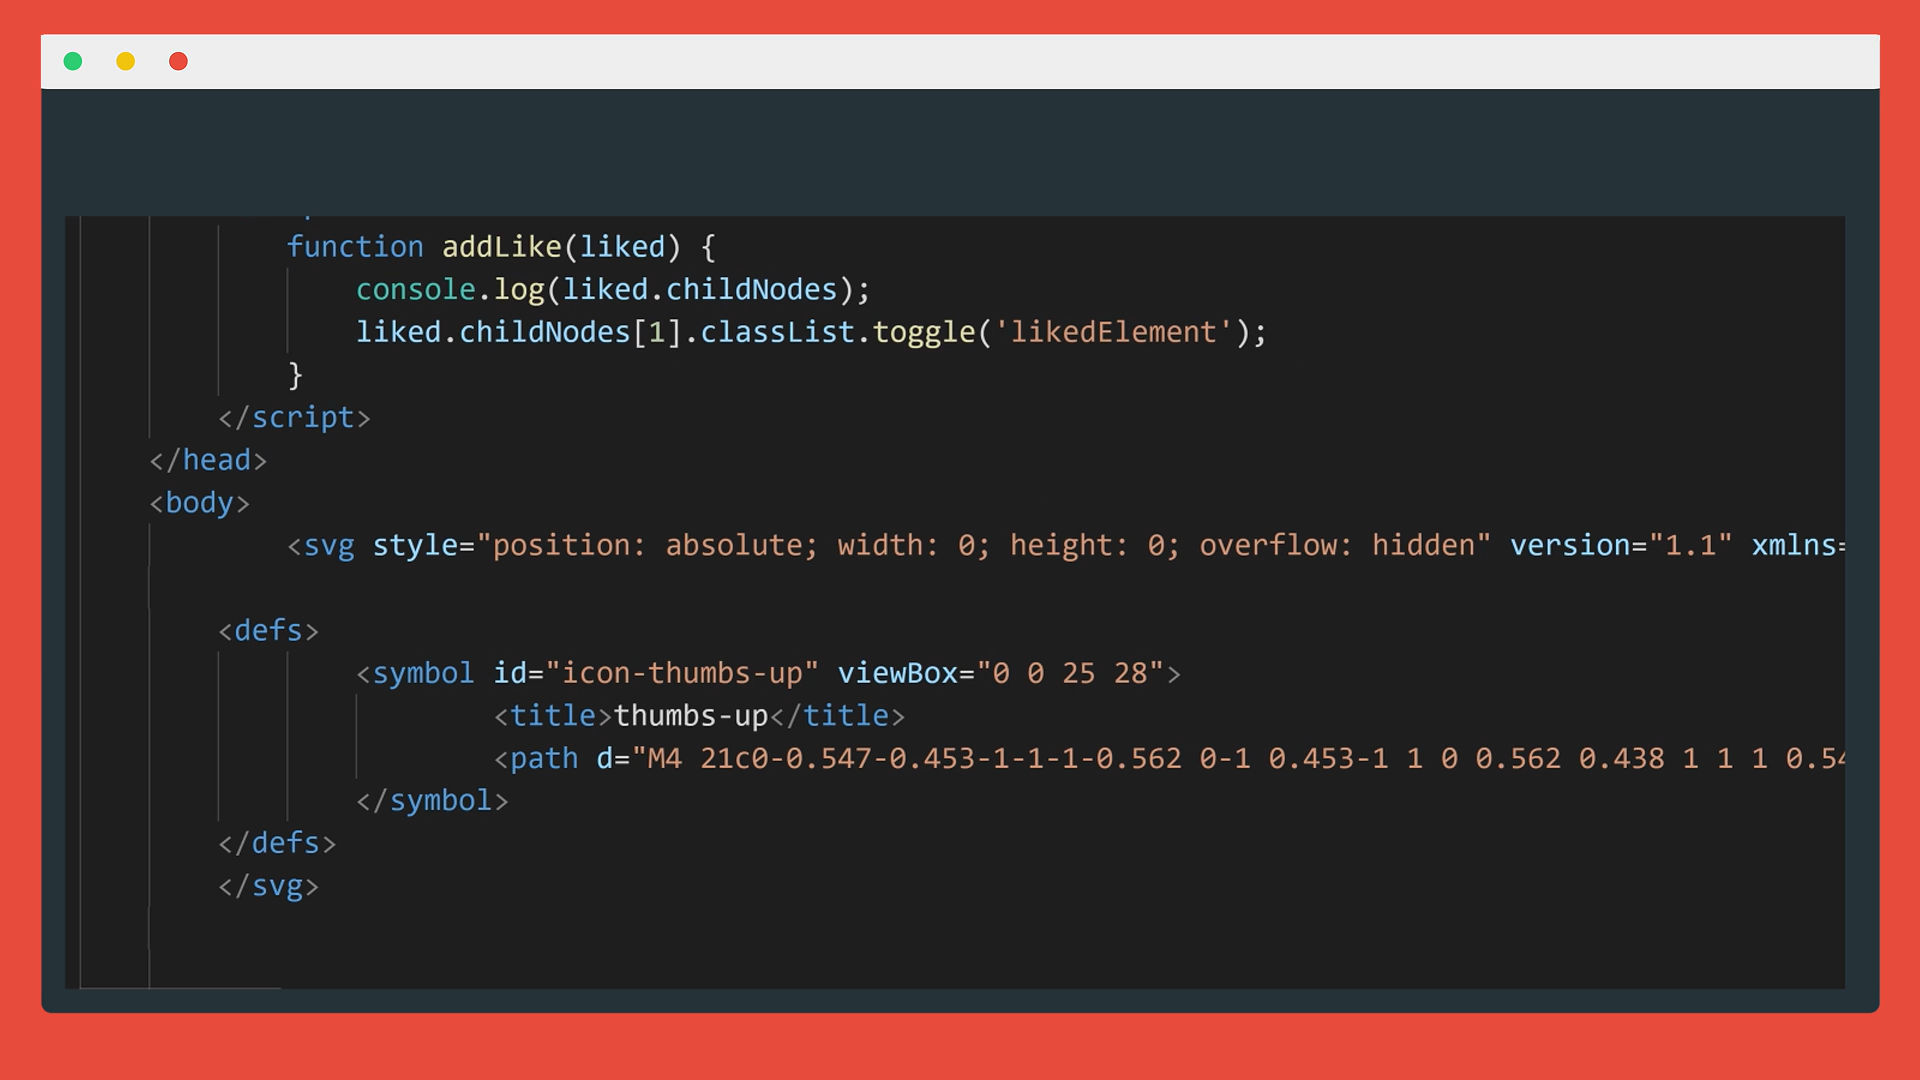 function addLike(liked) {
console.log(liked.childNodes);
liked.childNodes[1].classList.toggle('likedElement');
}
</script>
</head>
<body>
<svg style="position: absolute; width: 0; height: 0; overflow: hidden" version="1.1" xmlns=
<defs>
<symbol id="icon-thumbs-up" viewBox="0 0 25 28">
<title>thumbs-up</title>
<path d="M4 21c0-0.547-0.453-1-1-1-0.562 0-1 0.453-1 1 0 0.562 0.438 1 1 1 0.54
</symbol>
</defs>
</svg>